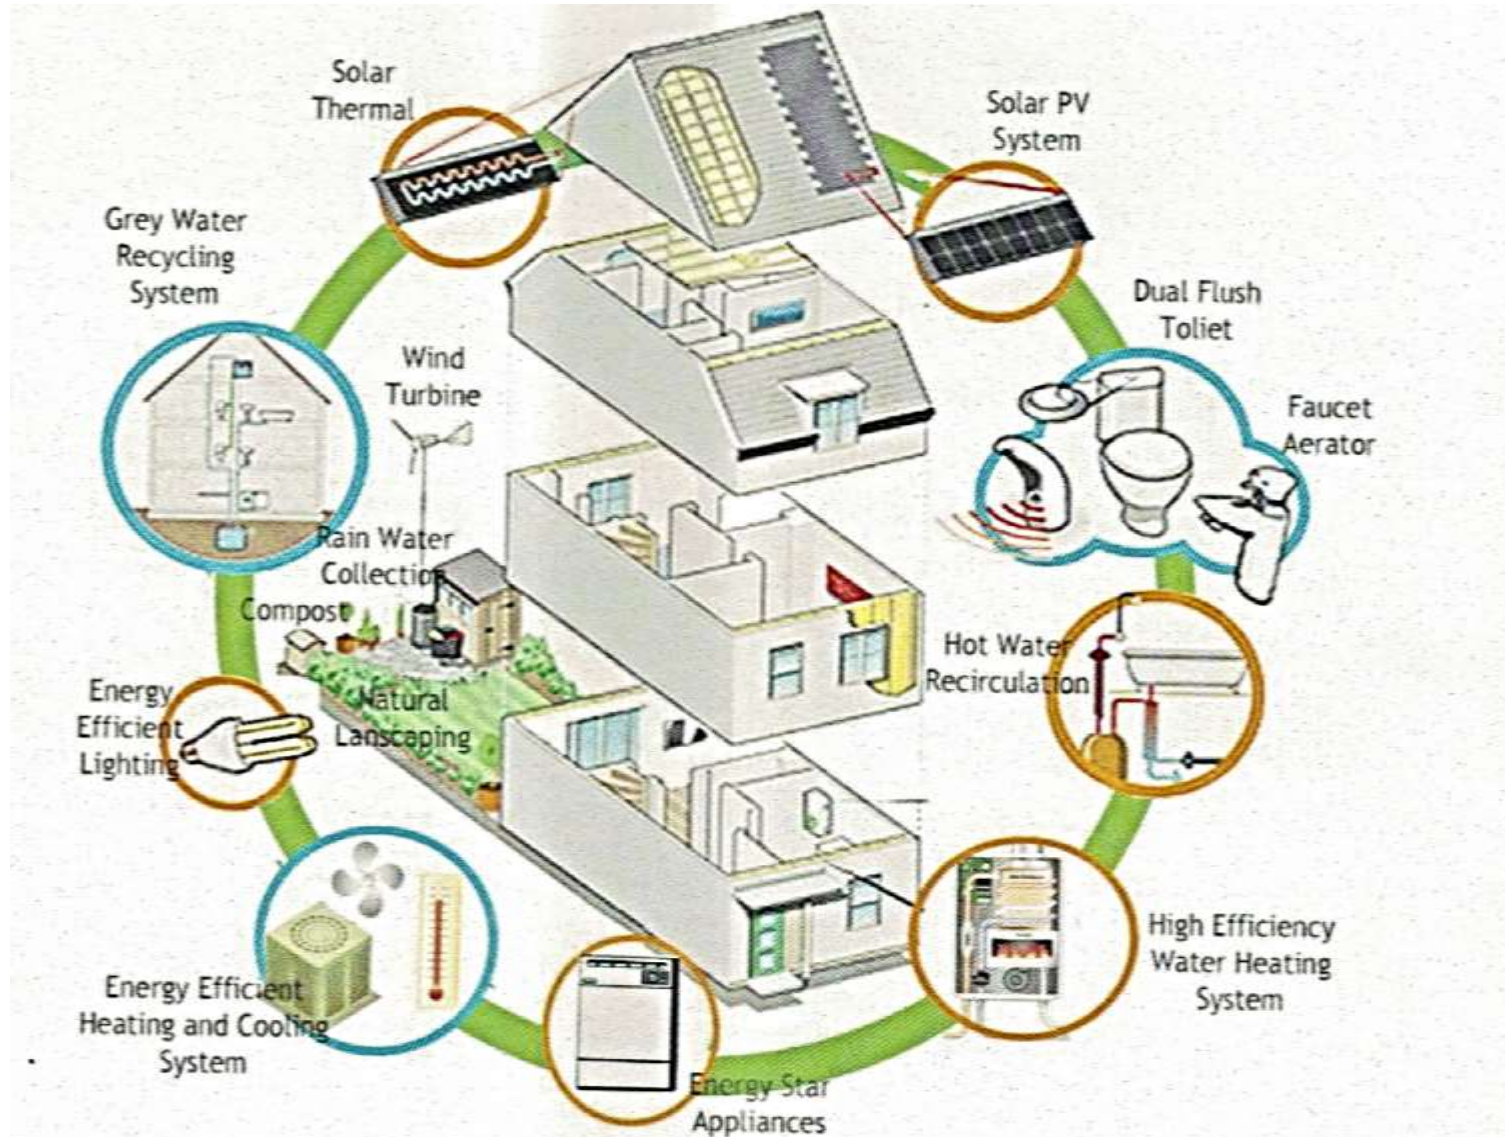 Solar
Thermal
Solar PV
System
Grey Water
Recycling
System
Dual Flush
Toliet
Wind
Turbine
Faucet
Aerator
Rain Water
Collection
Compost
Hot Water
Recirculation
Energy
Efficient
Lighting
Natural
Lanscaping
High Efficiency
Water Heating
System
Energy Efficient
Heating and Cooling
System
Energy Star
Appliances